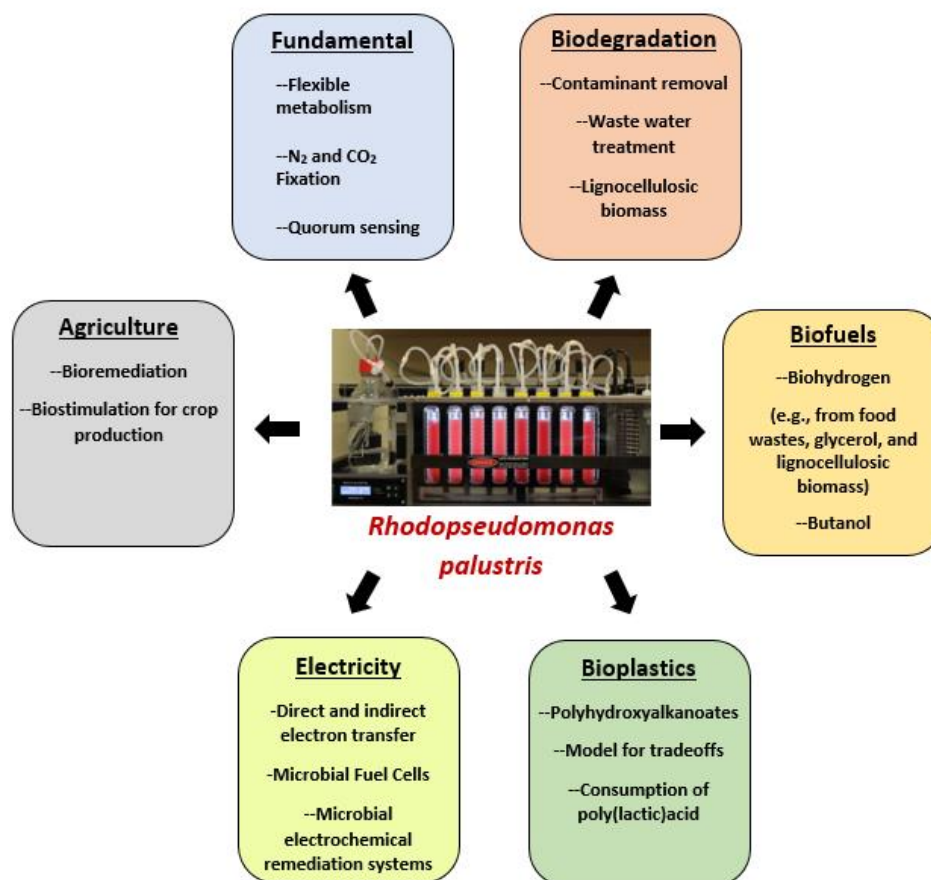 Fundamental
--Flexible
metabolism
--N₂ and CO₂
Fixation
--Quorum sensing
Biodegradation
--Contaminant removal
--Waste water
treatment
--Lignocellulosic
biomass
Agriculture
--Bioremediation
--Biostimulation for crop
production
Biofuels
--Biohydrogen
(e.g., from food
wastes, glycerol, and
lignocellulosic
biomass)
--Butanol
Rhodopseudomonas
palustris
Electricity
-Direct and indirect
electron transfer
-Microbial Fuel Cells
--Microbial
electrochemical
remediation systems
Bioplastics
--Polyhydroxyalkanoates
--Model for tradeoffs
--Consumption of
poly(lactic)acid